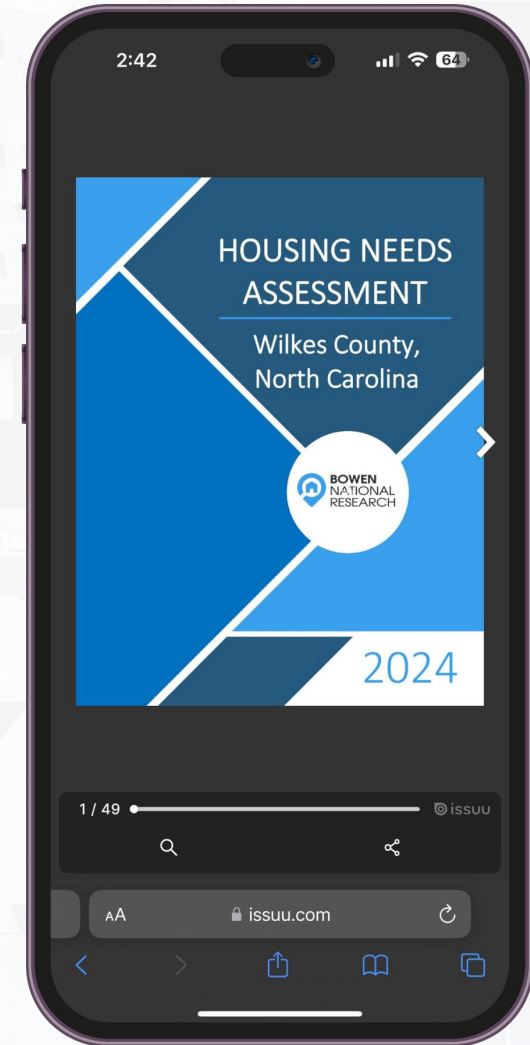 2:42
64
HOUSING NEEDS
ASSESSMENT
Wilkes County,
North Carolina
BOWEN
NATIONAL
RESEARCH
2024
1 / 49
issuu
AA
issuu.com